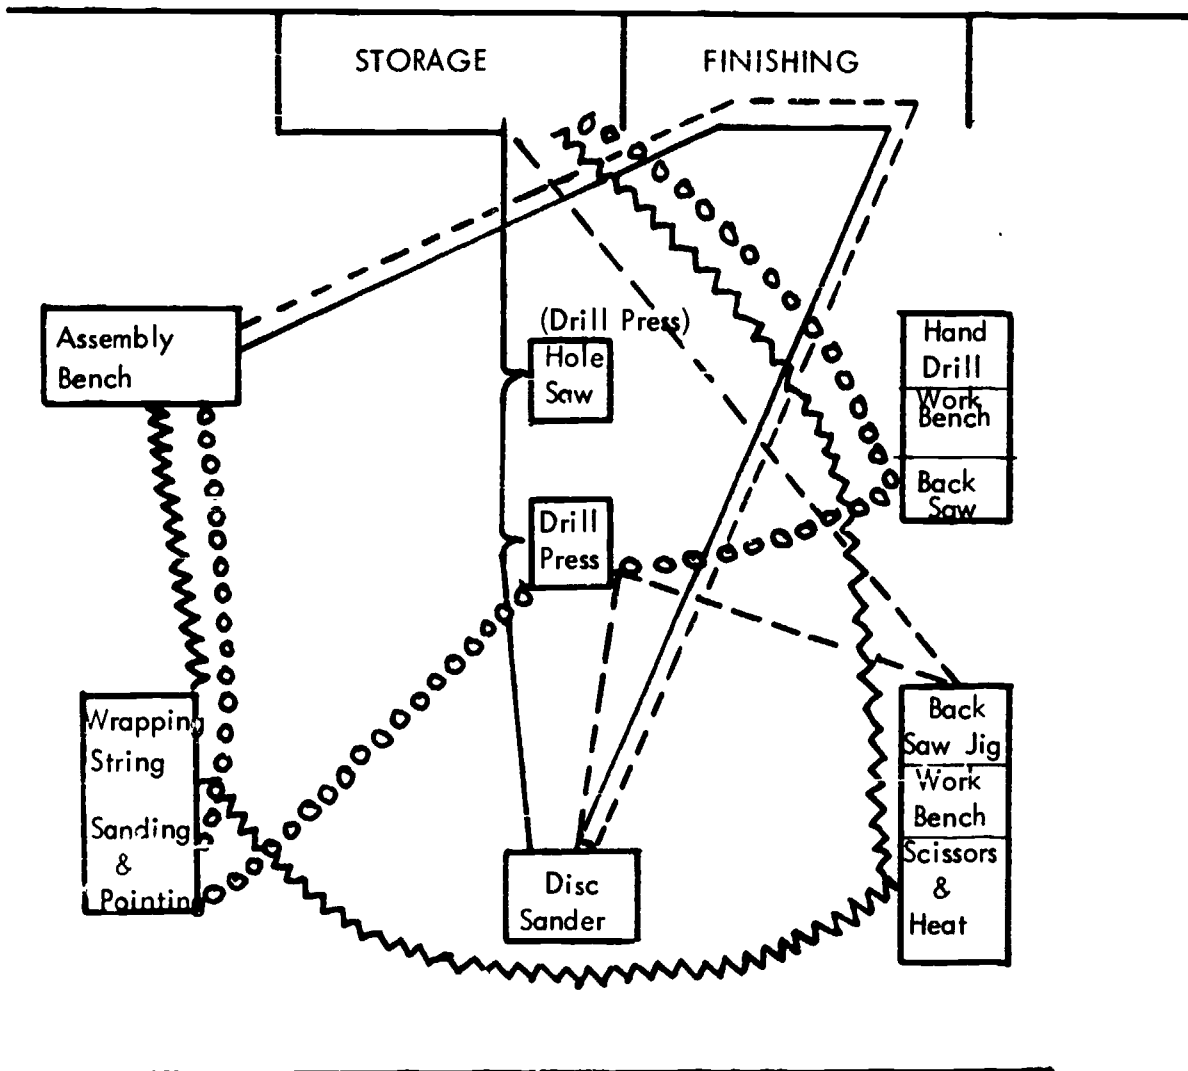 STORAGE
FINISHING
Assembly
Bench
(Drill Press)
Hole
Saw
Hand
Drill
Work
Bench
Back
Saw
Drill
Press
Wrapping
String
Sanding
&
Pointin
Disc
Sander
Back
Saw Jig
Work
Bench
Scissors
&
Heat